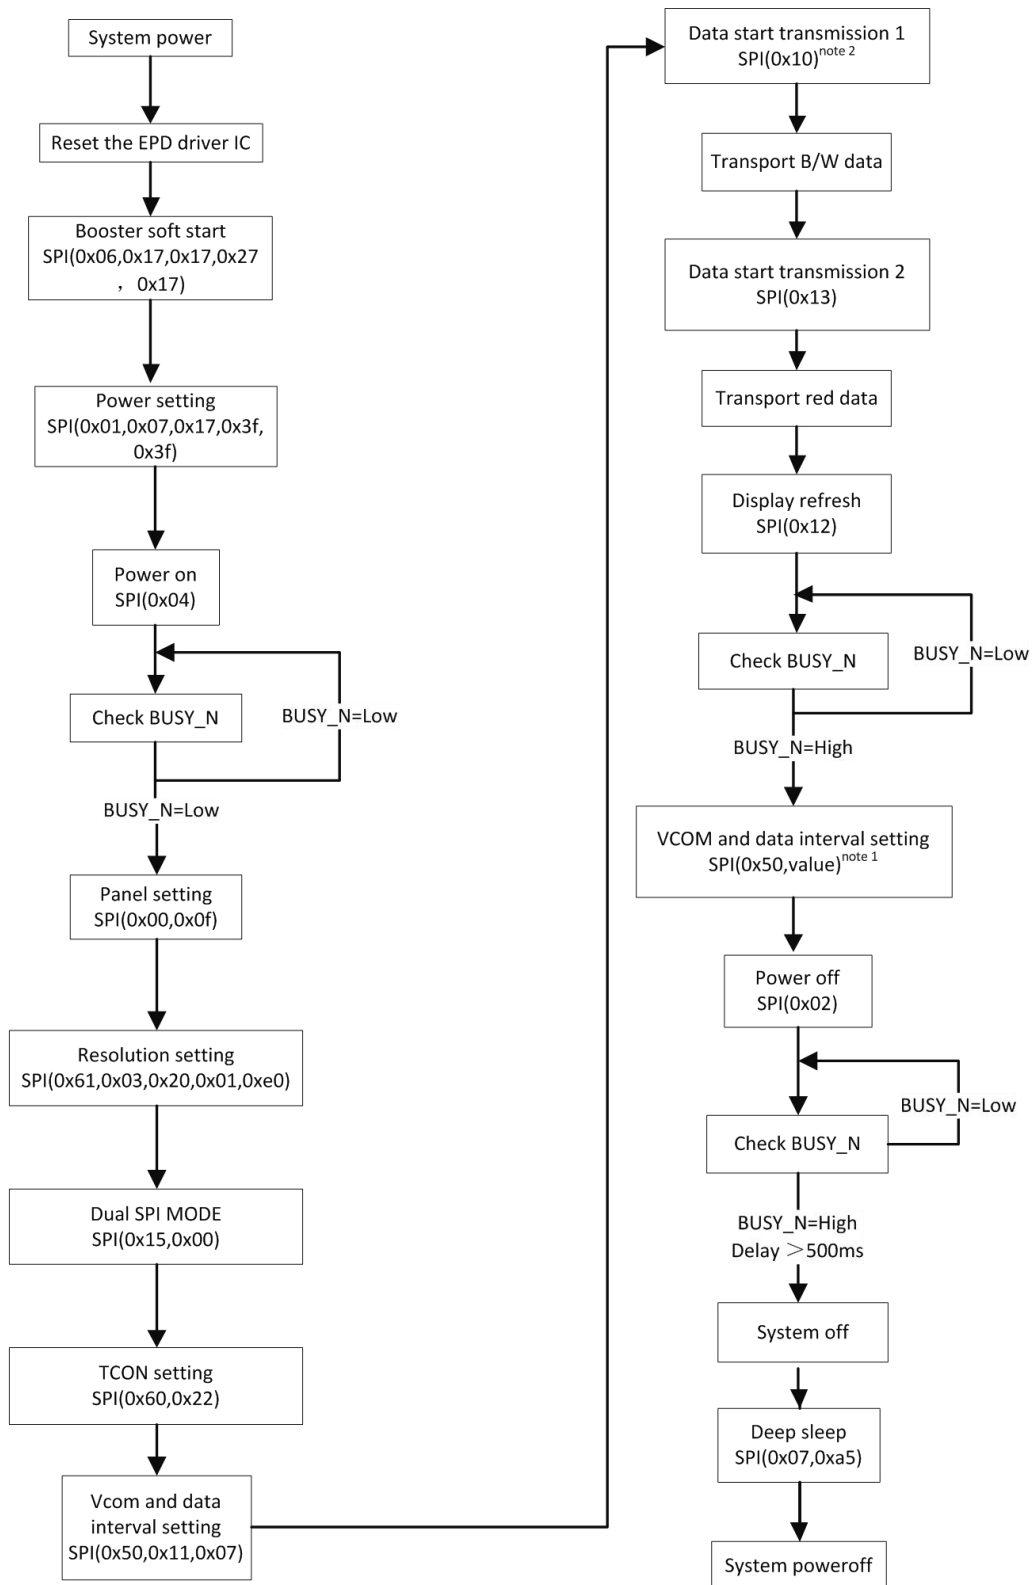 System power
Reset the EPD driver IC
Booster soft start
SPI(0x06,0x17,0x17,0x27
， 0x17)
Power setting
SPI(0x01,0x07,0x17,0x3f,
0x3f)
Power on
SPI(0x04)
Check BUSY_N
BUSY_N=Low
BUSY_N=Low
Panel setting
SPI(0x00,0x0f)
Resolution setting
SPI(0x61,0x03,0x20,0x01,0xe0)
Dual SPI MODE
SPI(0x15,0x00)
TCON setting
SPI(0x60,0x22)
Vcom and data
interval setting
SPI(0x50,0x11,0x07)
Data start transmission 1
SPI(0x10)note 2
Transport B/W data
Data start transmission 2
SPI(0x13)
Transport red data
Display refresh
SPI(0x12)
Check BUSY_N
BUSY_N=Low
BUSY_N=High
VCOM and data interval setting
SPI(0x50,value)note 1
Power off
SPI(0x02)
Check BUSY_N
BUSY_N=Low
BUSY_N=High
Delay ＞500ms
System off
Deep sleep
SPI(0x07,0xa5)
System poweroff